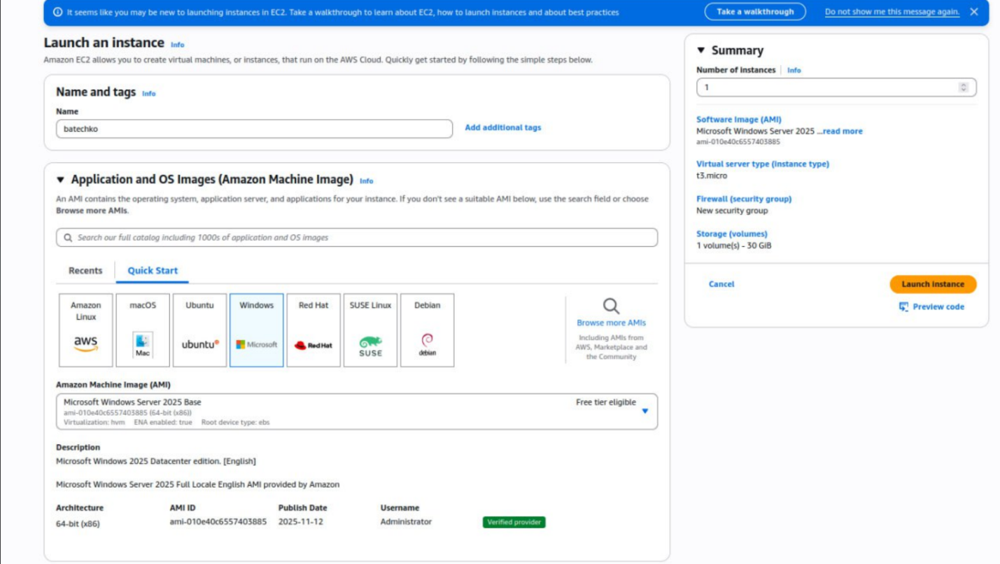 It seems like you may be new to launching instances in EC2. Take a walkthrough to learn about EC2, how to launch instances and about best practices
Take a walkthrough
Do not show me this message again.
Launch an instance Info
Amazon EC2 allows you to create virtual machines, or instances, that run on the AWS Cloud. Quickly get started by following the simple steps below.
Name and tags Info
Name
batechko
Add additional tags
Application and OS Images (Amazon Machine Image) Info
An AMI contains the operating system, application server, and applications for your instance. If you don't see a suitable AMI below, use the search field or choose
Browse more AMIs.
Search our full catalog including 1000s of application and OS images
Recents
Quick Start
Amazon
Linux
aws
macOS
Mac
Ubuntu
ubuntu®
Windows
Microsoft
Red Hat
Red Hat
SUSE Linux
SUSE
Debian
debian
Browse more AMIs
Including AMIs from
AWS, Marketplace and
the Community
Amazon Machine Image (AMI)
Microsoft Windows Server 2025 Base
Free tier eligible
ami-010e40c6557403885 (64-bit (x86))
Virtualization: hvm ENA enabled: true Root device type: ebs
Description
Microsoft Windows 2025 Datacenter edition. [English]
Microsoft Windows Server 2025 Full Locale English AMI provided by Amazon
Architecture AMI ID Publish Date Username
64-bit (x86) ami-010e40c6557403885 2025-11-12 Administrator Verified provider
Summary
Number of instances Info
1
Software Image (AMI)
Microsoft Windows Server 2025 ...read more
ami-010e40c6557403885
Virtual server type (instance type)
t3.micro
Firewall (security group)
New security group
Storage (volumes)
1 volume(s) - 30 GiB
Cancel
Launch instance
Preview code